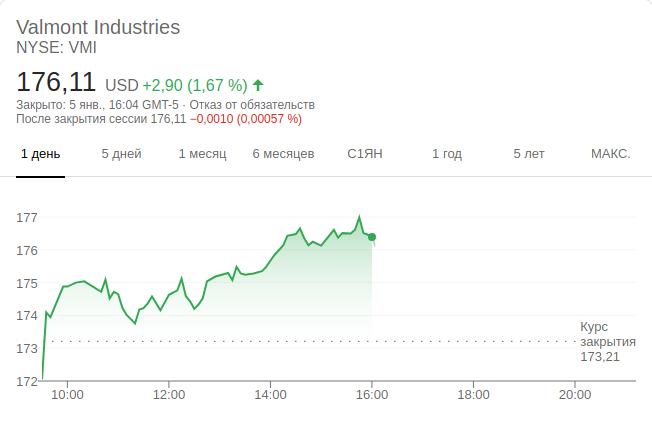 Valmont Industries
NYSE: VMI
176,11 USD +2,90 (1,67 %)
Закрыто: 5 янв., 16:04 GMT-5 · Отказ от обязательств
После закрытия сессии 176,11 −0,0010 (0,00057 %)
1 день 5 дней 1 месяц 6 месяцев С1ЯН 1 год 5 лет МАКС.
177
176
175
174
173
172
Курс
закрытия
173,21
10:00 12:00 14:00 16:00 18:00 20:00